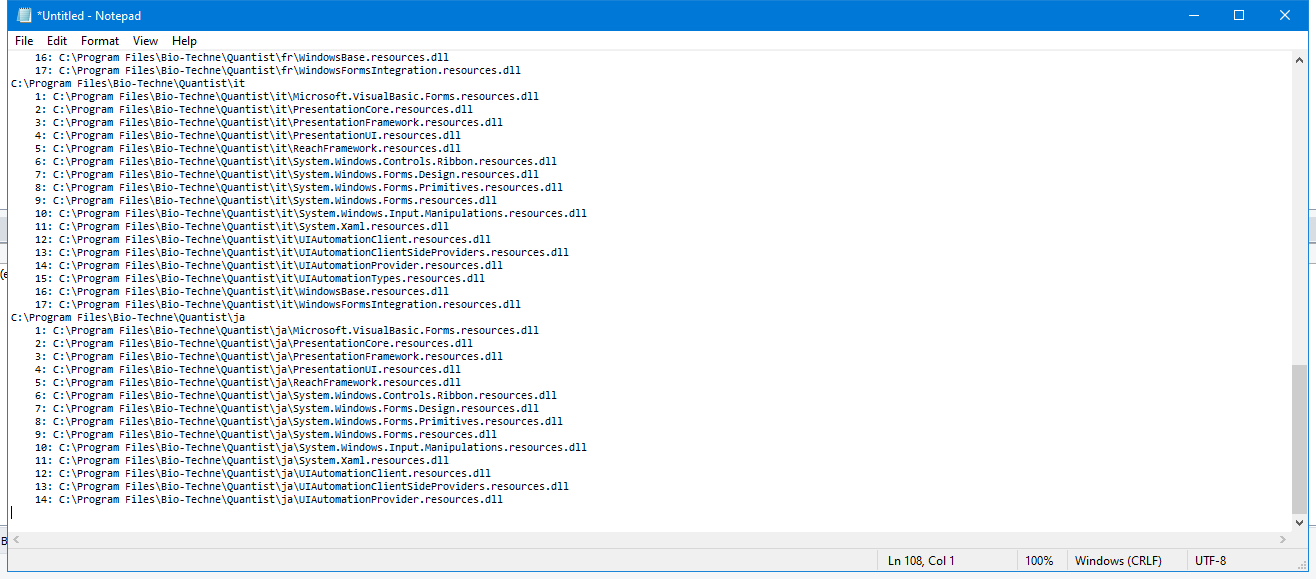 *Untitled - Notepad
File Edit Format View Help
16: C:\Program Files\Bio-Techne\Quantist\fr\WindowsBase.resources.dll
17: C:\Program Files\Bio-Techne\Quantist\fr\WindowsFormsIntegration.resources.dll
C:\Program Files\Bio-Techne\Quantist\it
1: C:\Program Files\Bio-Techne\Quantist\it\Microsoft.VisualBasic.Forms.resources.dll
2: C:\Program Files\Bio-Techne\Quantist\it\PresentationCore.resources.dll
3: C:\Program Files\Bio-Techne\Quantist\it\PresentationFramework.resources.dll
4: C:\Program Files\Bio-Techne\Quantist\it\PresentationUI.resources.dll
5: C:\Program Files\Bio-Techne\Quantist\it\ReachFramework.resources.dll
6: C:\Program Files\Bio-Techne\Quantist\it\System.Windows.Controls.Ribbon.resources.dll
7: C:\Program Files\Bio-Techne\Quantist\it\System.Windows.Forms.Design.resources.dll
8: C:\Program Files\Bio-Techne\Quantist\it\System.Windows.Forms.Primitives.resources.dll
9: C:\Program Files\Bio-Techne\Quantist\it\System.Windows.Forms.resources.dll
10: C:\Program Files\Bio-Techne\Quantist\it\System.Windows.Input.Manipulations.resources.dll
11: C:\Program Files\Bio-Techne\Quantist\it\System.Xaml.resources.dll
12: C:\Program Files\Bio-Techne\Quantist\it\UIAutomationClient.resources.dll
13: C:\Program Files\Bio-Techne\Quantist\it\UIAutomationClientSideProviders.resources.dll
14: C:\Program Files\Bio-Techne\Quantist\it\UIAutomationProvider.resources.dll
15: C:\Program Files\Bio-Techne\Quantist\it\UIAutomationTypes.resources.dll
16: C:\Program Files\Bio-Techne\Quantist\it\WindowsBase.resources.dll
17: C:\Program Files\Bio-Techne\Quantist\it\WindowsFormsIntegration.resources.dll
C:\Program Files\Bio-Techne\Quantist\ja
1: C:\Program Files\Bio-Techne\Quantist\ja\Microsoft.VisualBasic.Forms.resources.dll
2: C:\Program Files\Bio-Techne\Quantist\ja\PresentationCore.resources.dll
3: C:\Program Files\Bio-Techne\Quantist\ja\PresentationFramework.resources.dll
4: C:\Program Files\Bio-Techne\Quantist\ja\PresentationUI.resources.dll
5: C:\Program Files\Bio-Techne\Quantist\ja\ReachFramework.resources.dll
6: C:\Program Files\Bio-Techne\Quantist\ja\System.Windows.Controls.Ribbon.resources.dll
7: C:\Program Files\Bio-Techne\Quantist\ja\System.Windows.Forms.Design.resources.dll
8: C:\Program Files\Bio-Techne\Quantist\ja\System.Windows.Forms.Primitives.resources.dll
9: C:\Program Files\Bio-Techne\Quantist\ja\System.Windows.Forms.resources.dll
10: C:\Program Files\Bio-Techne\Quantist\ja\System.Windows.Input.Manipulations.resources.dll
11: C:\Program Files\Bio-Techne\Quantist\ja\System.Xaml.resources.dll
12: C:\Program Files\Bio-Techne\Quantist\ja\UIAutomationClient.resources.dll
13: C:\Program Files\Bio-Techne\Quantist\ja\UIAutomationClientSideProviders.resources.dll
14: C:\Program Files\Bio-Techne\Quantist\ja\UIAutomationProvider.resources.dll
Ln 108, Col 1 100% Windows (CRLF) UTF-8